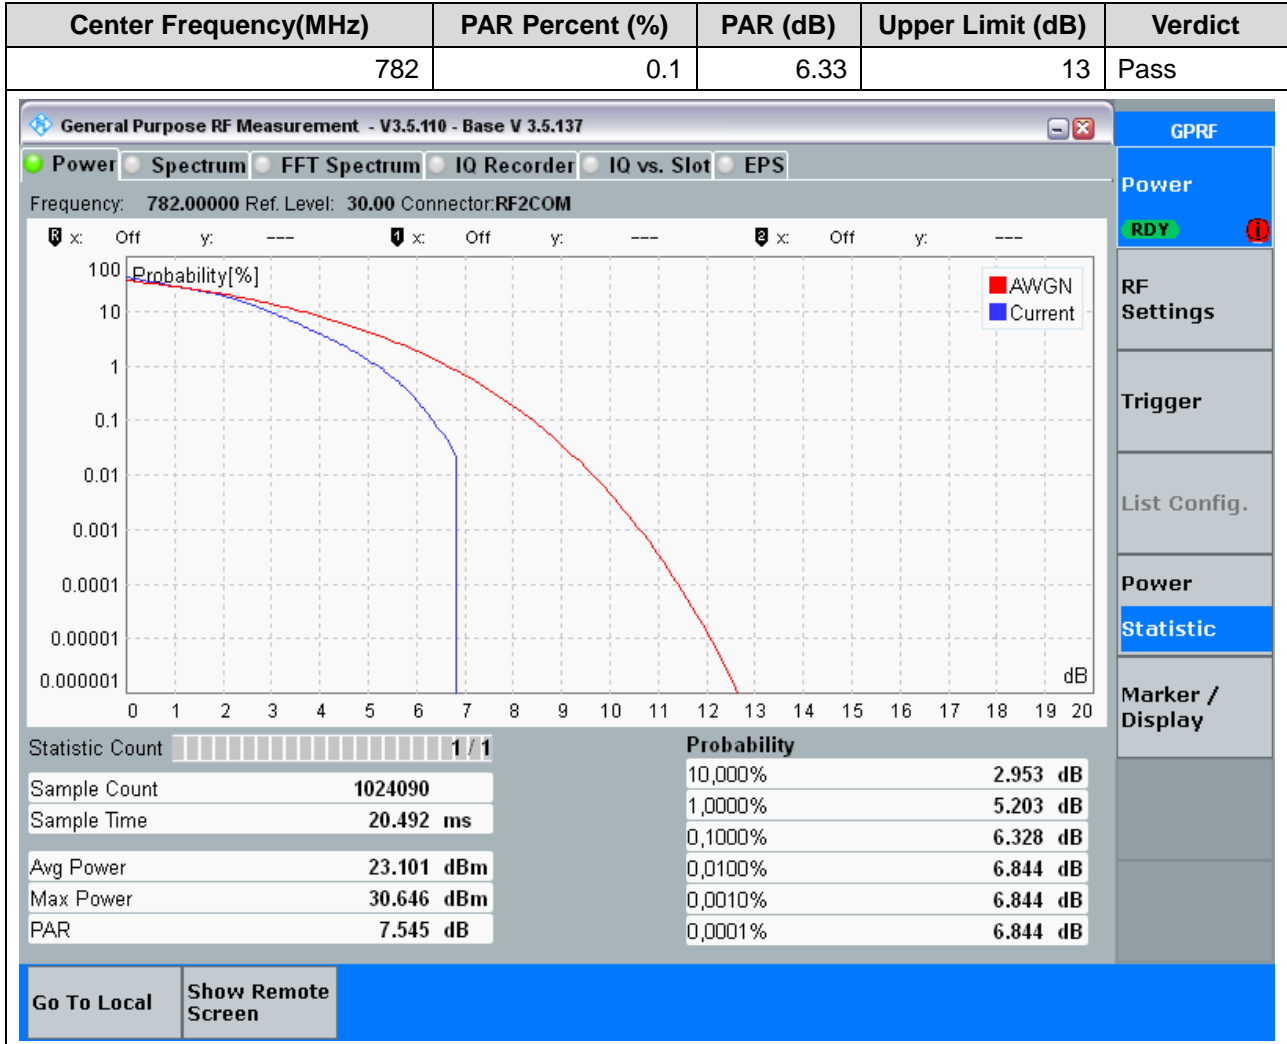 Center Frequency(MHz) PAR Percent (%) PAR (dB) Upper Limit (dB) Verdict
782 0.1 6.33 13 Pass
General Purpose RF Measurement - V3.5.110 - Base V 3.5.137
GPRF
Power Spectrum FFT Spectrum IQ Recorder IQ vs. Slot EPS
Frequency: 782.00000 Ref. Level: 30.00 Connector:RF2COM
R x: Off y: --- 1 x: Off y: --- 2 x: Off y: ---
Probability[%]
AWGN
Current
100
10
1
0.1
0.01
0.001
0.0001
0.00001
0.000001
dB
0 1 2 3 4 5 6 7 8 9 10 11 12 13 14 15 16 17 18 19 20
Statistic Count 1 / 1
Sample Count 1024090
Sample Time 20.492 ms
Avg Power 23.101 dBm
Max Power 30.646 dBm
PAR 7.545 dB
Probability
10,000% 2.953 dB
1,0000% 5.203 dB
0,1000% 6.328 dB
0,0100% 6.844 dB
0,0010% 6.844 dB
0,0001% 6.844 dB
Power
RDY i
RF
Settings
Trigger
List Config.
Power
Statistic
Marker /
Display
Go To Local
Show Remote
Screen